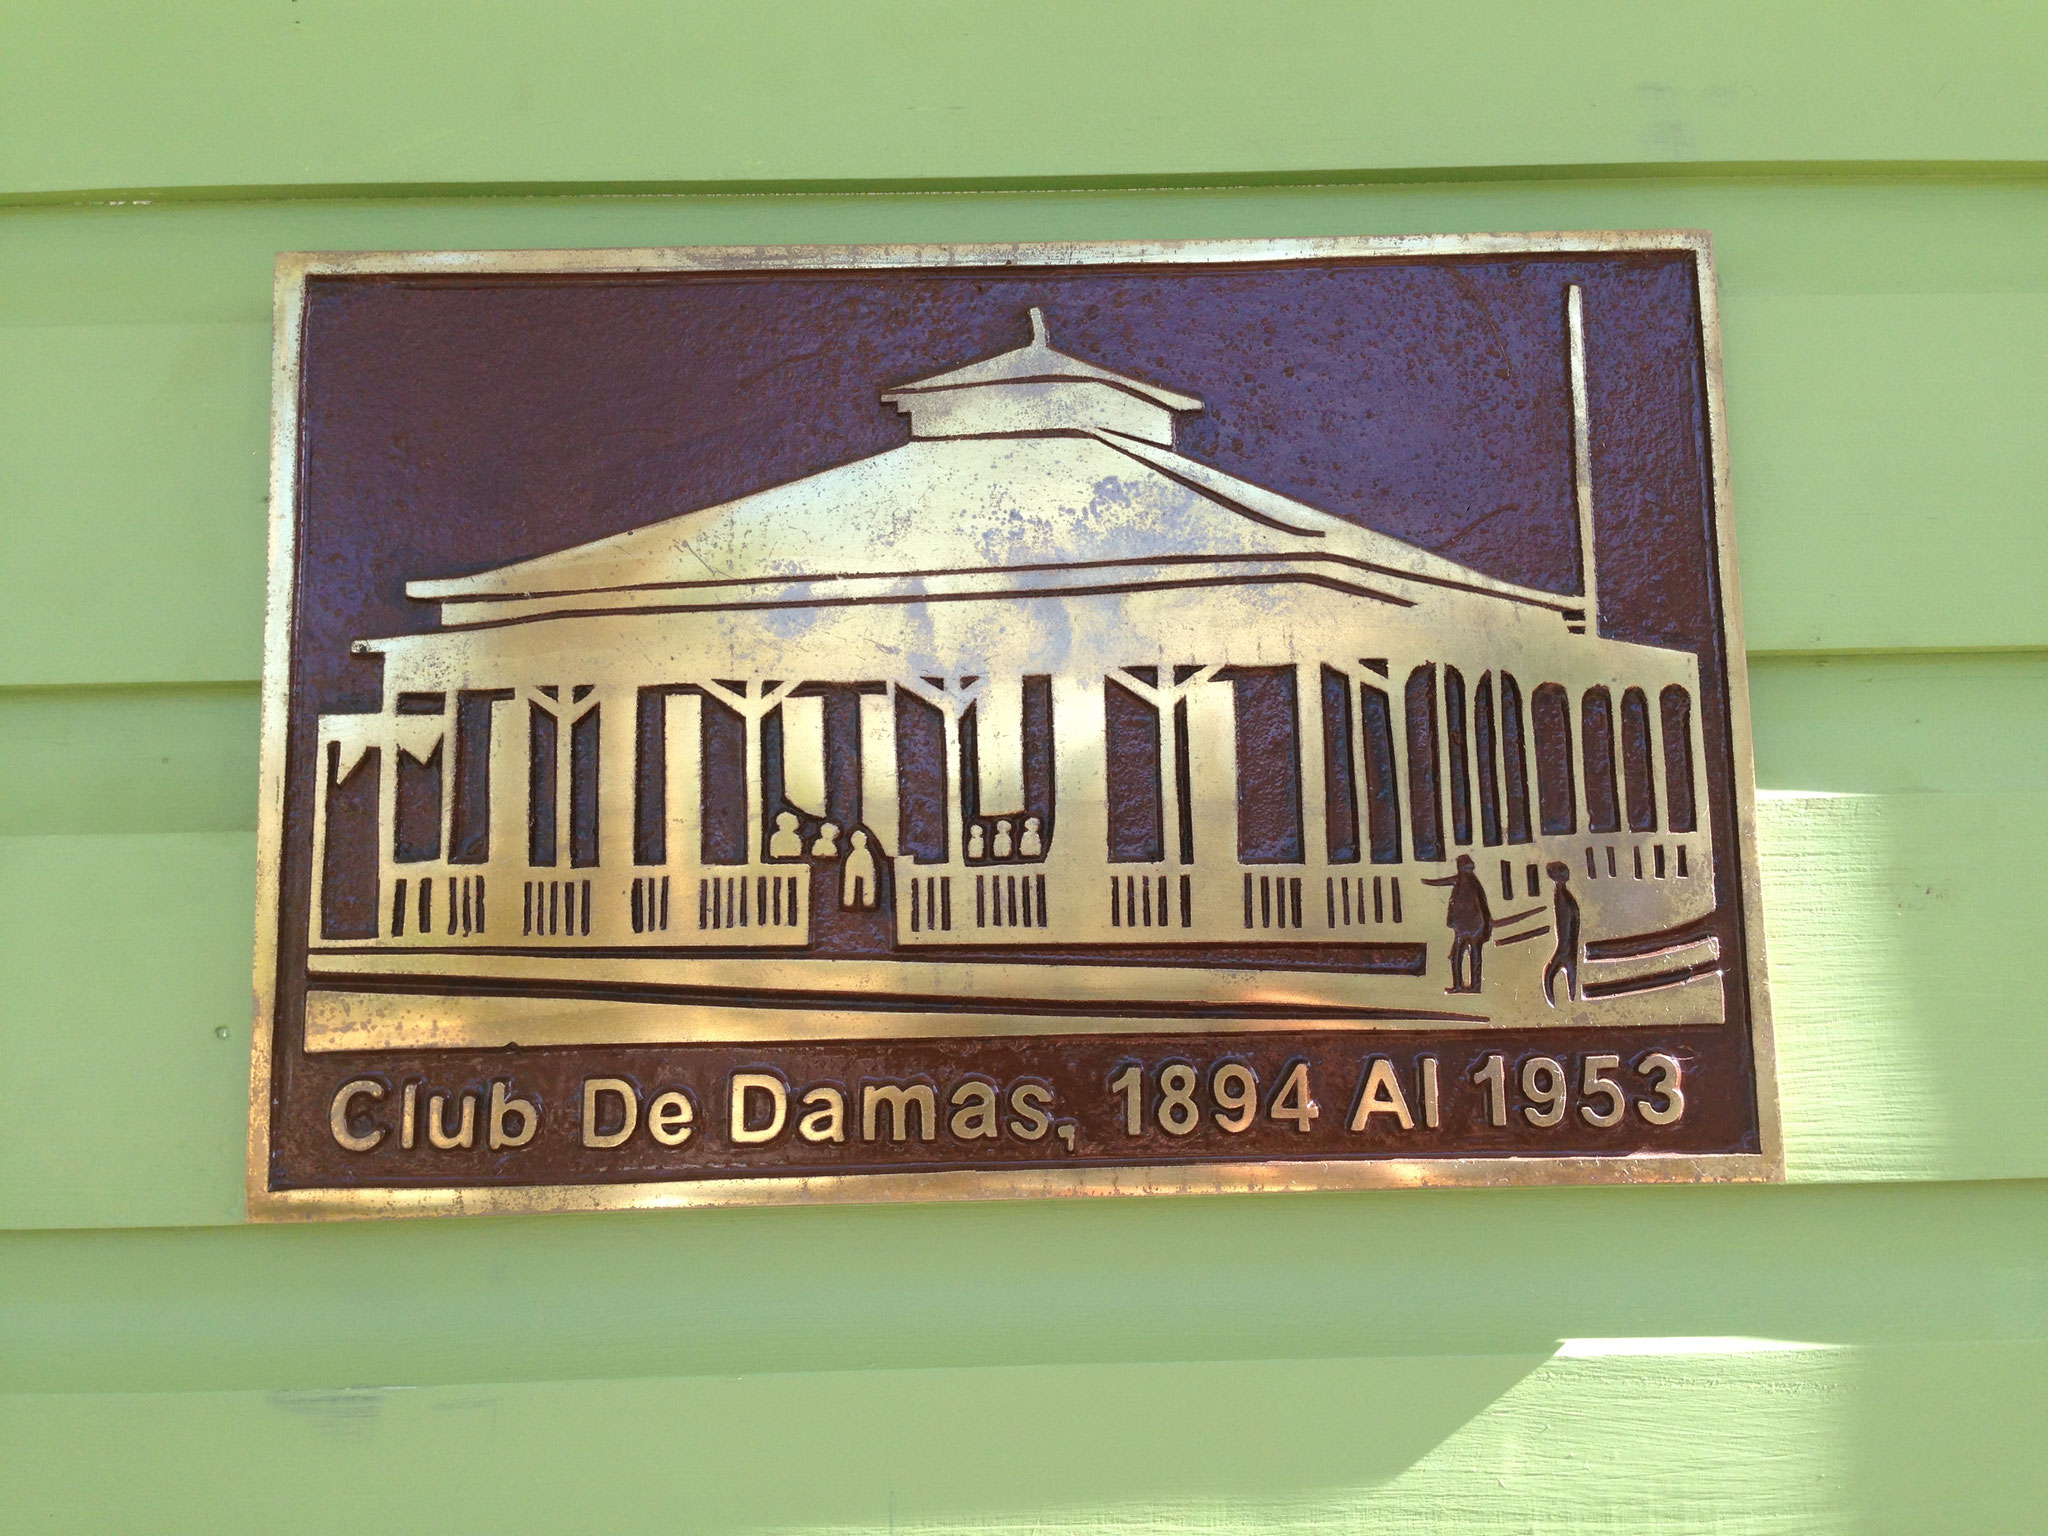 Club De Damas, 1894 Al 1953